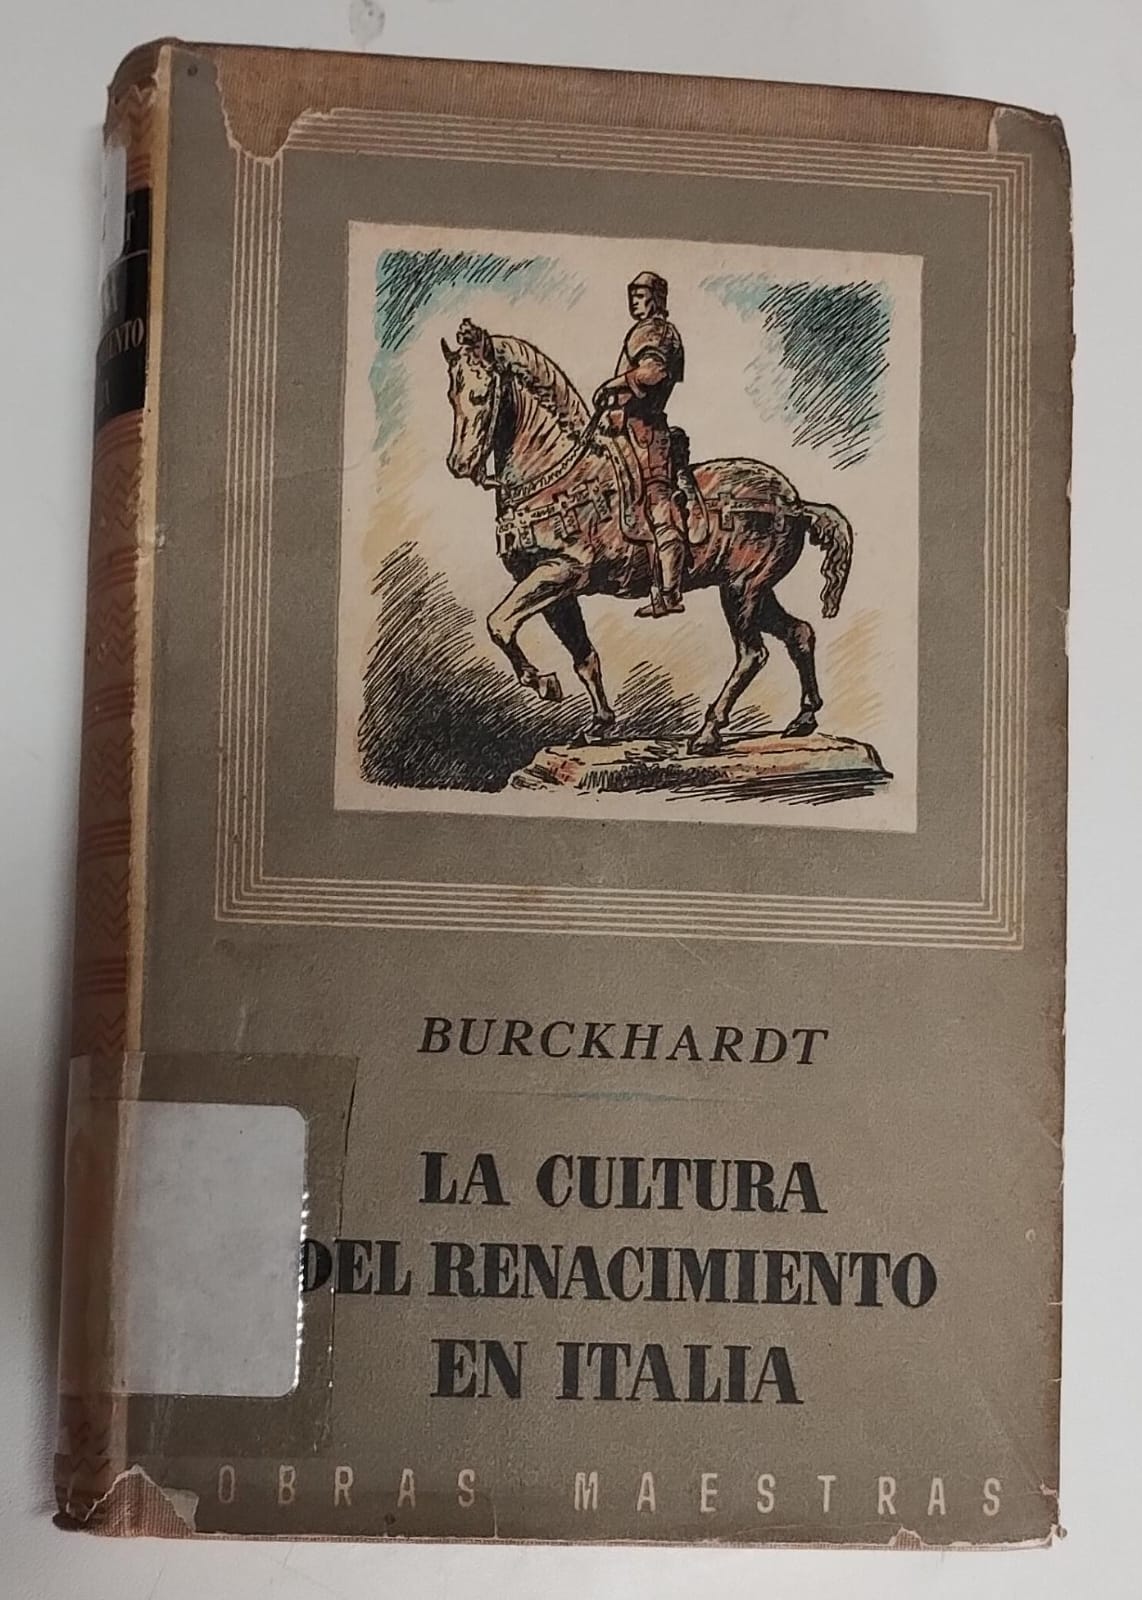 BURCKHARDT
LA CULTURA
DEL RENACIMIENTO
EN ITALIA
OBRAS MAESTRAS